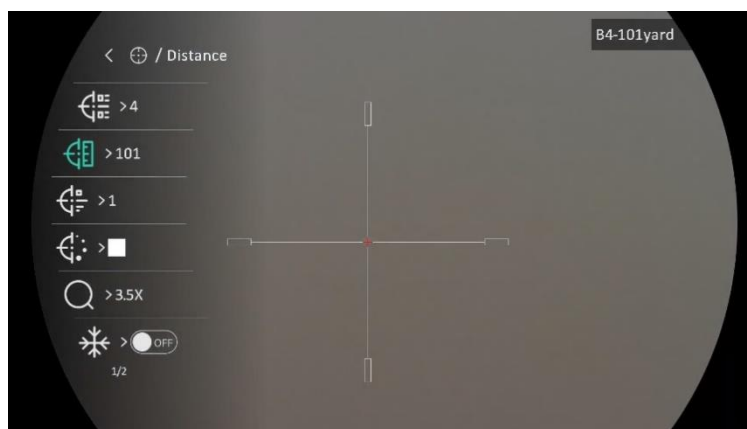 B4-101yard
< / Distance
>4
>101
>1
>
>3.5X
> OFF
1/2